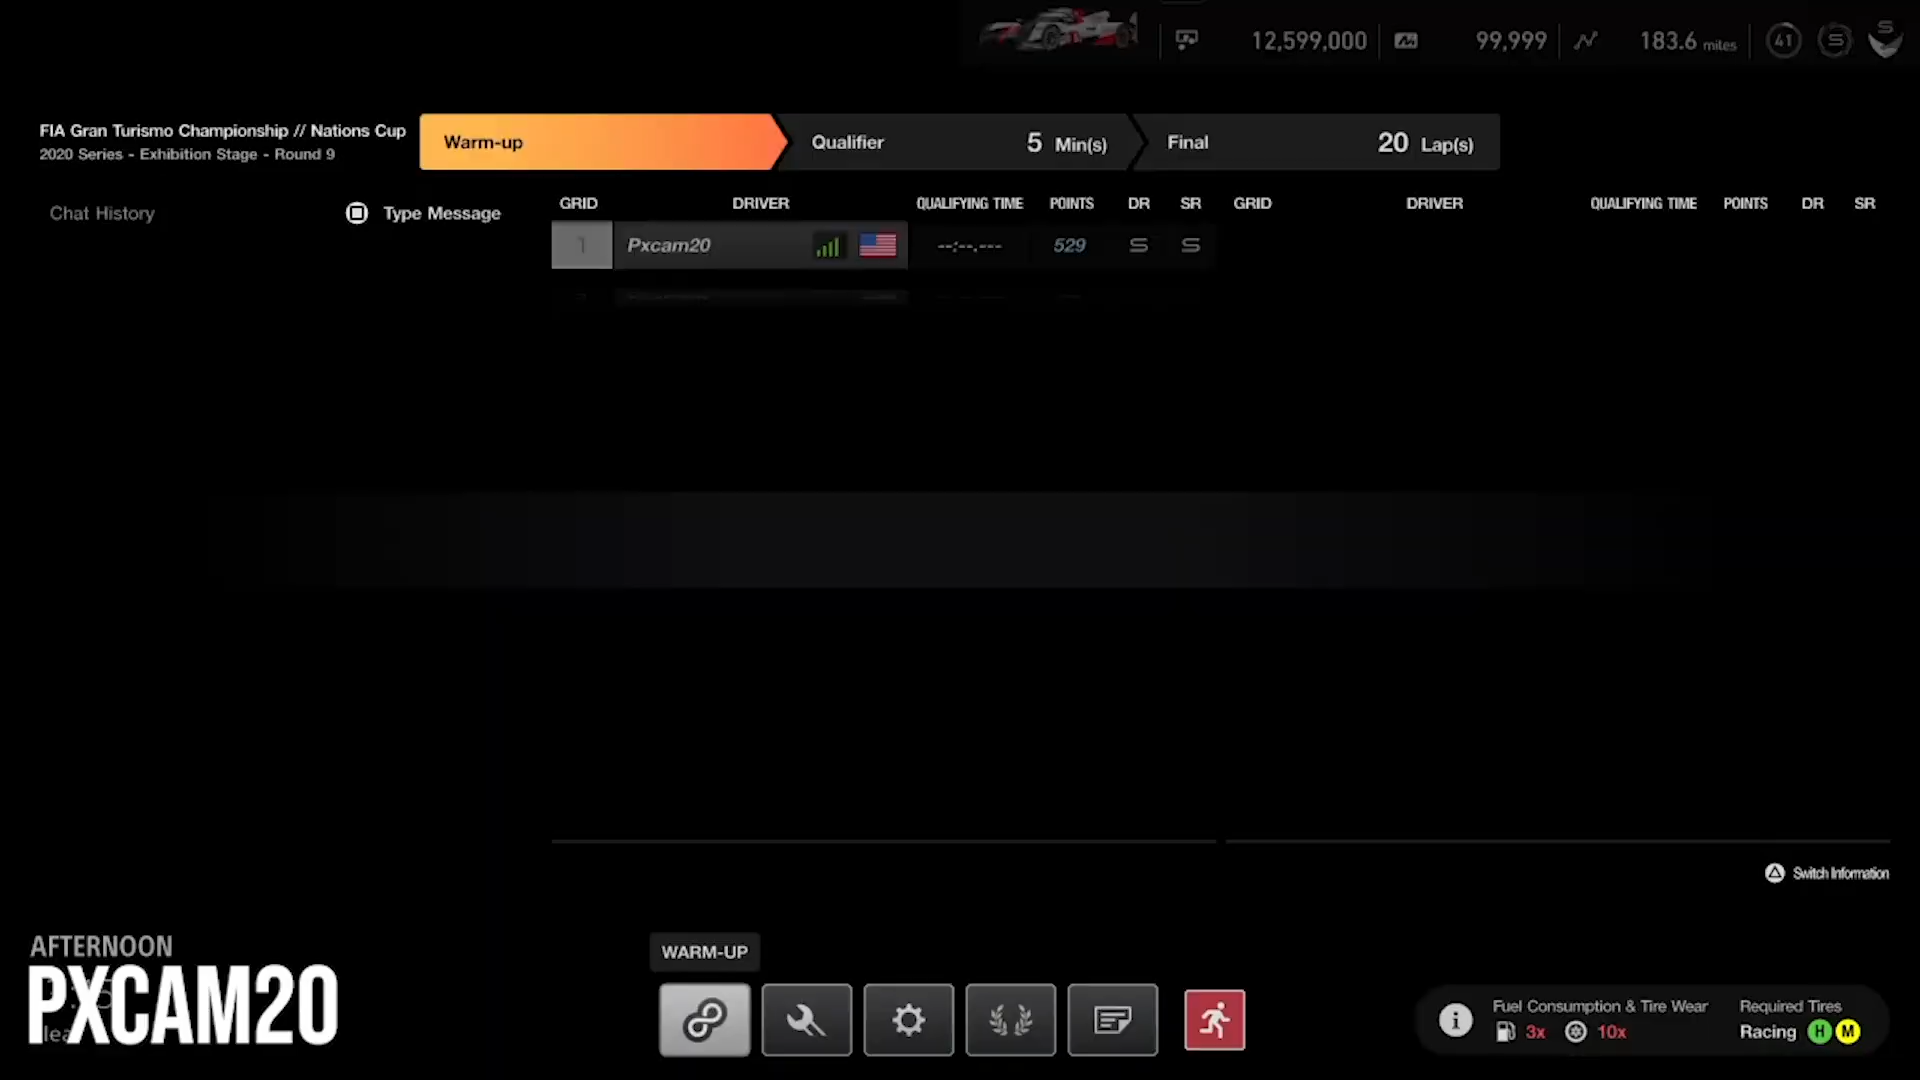 12,599,000 99,999 183.6 miles 41 S S
FIA Gran Turismo Championship // Nations Cup
2020 Series - Exhibition Stage - Round 9
Warm-up Qualifier 5 Min(s) Final 20 Lap(s)
Chat History Type Message
GRID DRIVER QUALIFYING TIME POINTS DR SR GRID DRIVER QUALIFYING TIME POINTS DR SR
1 Pxcam20 --:--.--- 529 S S
Switch Information
AFTERNOON
PXCAM20
WARM-UP
Fuel Consumption & Tire Wear Required Tires
3x 10x Racing H M